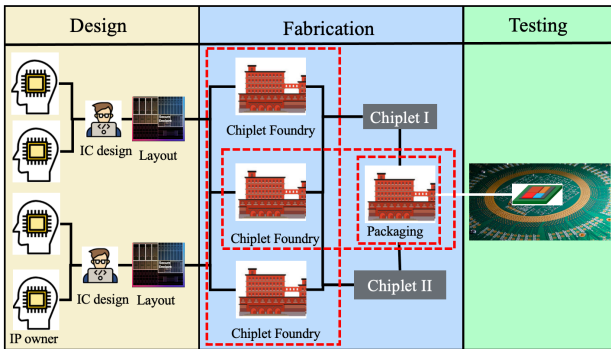 Design
Fabrication
Testing
IC design
Layout
Chiplet Foundry
Chiplet I
Chiplet Foundry
Packaging
IC design
Layout
Chiplet II
IP owner
Chiplet Foundry